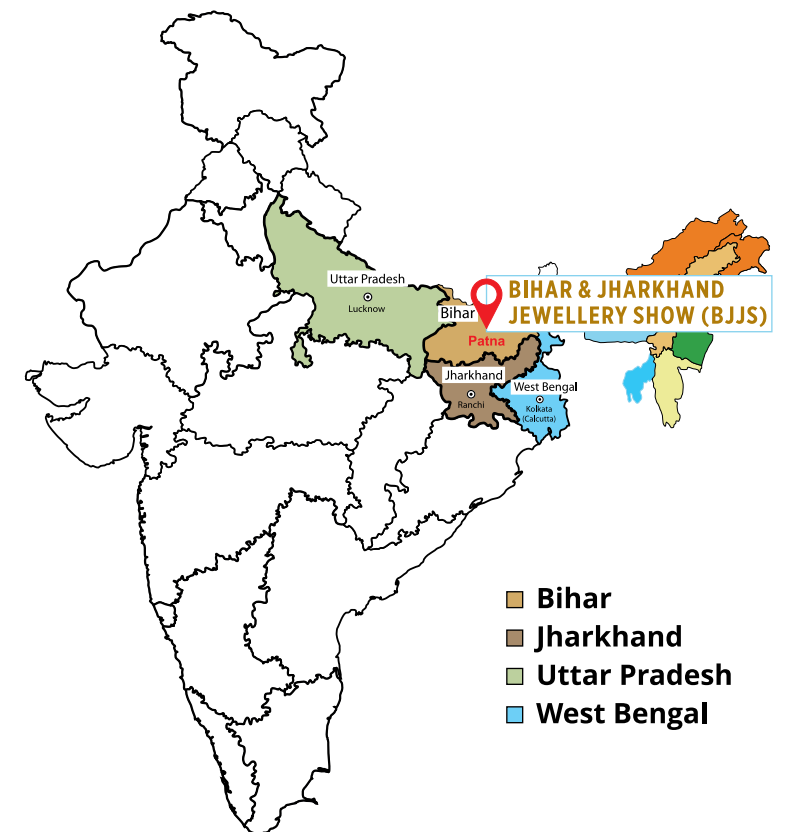 Uttar Pradesh
Lucknow
BIHAR & JHARKHAND
JEWELLERY SHOW (BJJS)
Bihar
Patna
Jharkhand
Ranchi
West Bengal
Kolkata
(Calcutta)
Bihar
Jharkhand
Uttar Pradesh
West Bengal